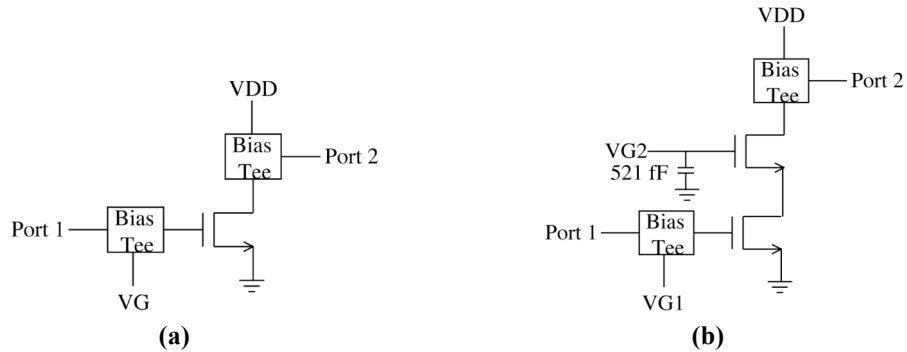 VDD
Bias
Tee
Port 2
Port 1
Bias
Tee
VG
(a)
VDD
Bias
Tee
Port 2
VG2
521 fF
Port 1
Bias
Tee
VG1
(b)